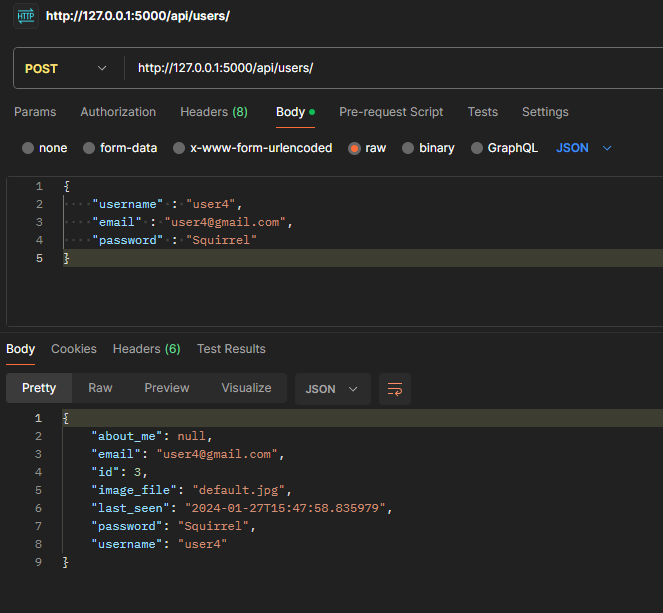 HTTP http://127.0.0.1:5000/api/users/
POST http://127.0.0.1:5000/api/users/
Params Authorization Headers (8) Body Pre-request Script Tests Settings
none form-data x-www-form-urlencoded raw binary GraphQL JSON
1 {
2 "username" : "user4",
3 "email" : "user4@gmail.com",
4 "password" : "Squirrel"
5 }
Body Cookies Headers (6) Test Results
Pretty Raw Preview Visualize JSON
1 {
2 "about_me": null,
3 "email": "user4@gmail.com",
4 "id": 3,
5 "image_file": "default.jpg",
6 "last_seen": "2024-01-27T15:47:58.835979",
7 "password": "Squirrel",
8 "username": "user4"
9 }